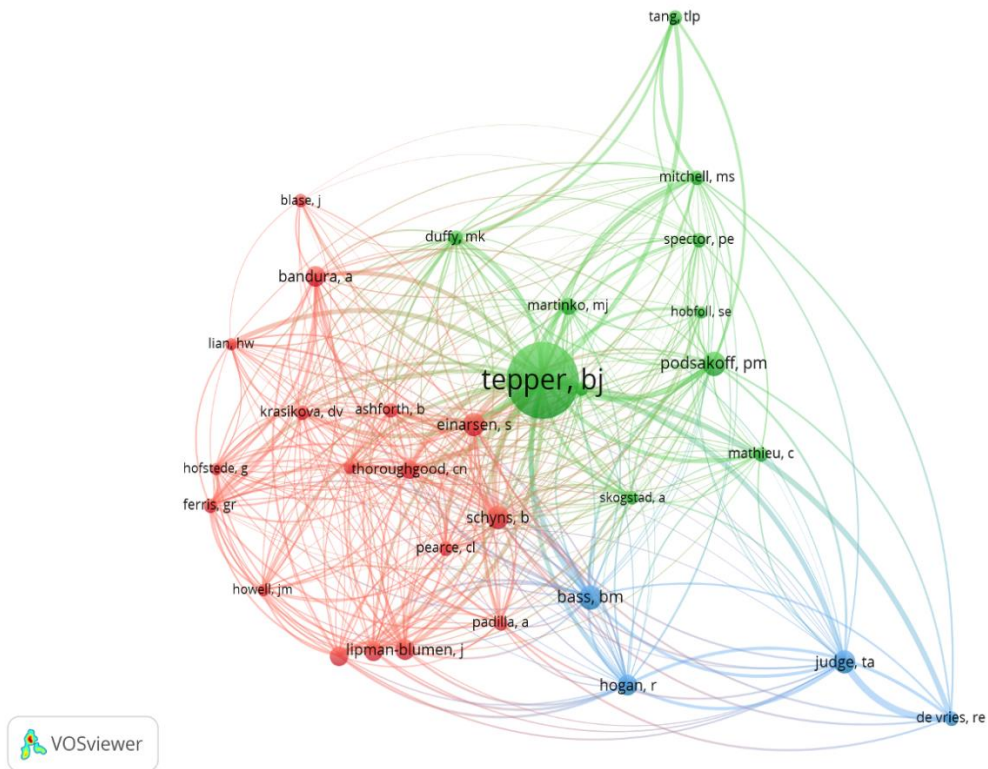 tang, tlp
mitchell, ms
blase, j
duffy, mk
spector, pe
bandura, a
martinko, mj
hobfoll, se
lian, hw
podsakoff, pm
tepper, bj
krasikova, dv
ashforth, b
einarsen, s
mathieu, c
hofstede, g
thoroughgood, cn
skogstad, a
ferris, gr
schyns, b
pearce, cl
howell, jm
bass, bm
padilla, a
lipman-blumen, j
judge, ta
hogan, r
de vries, re
VOSviewer